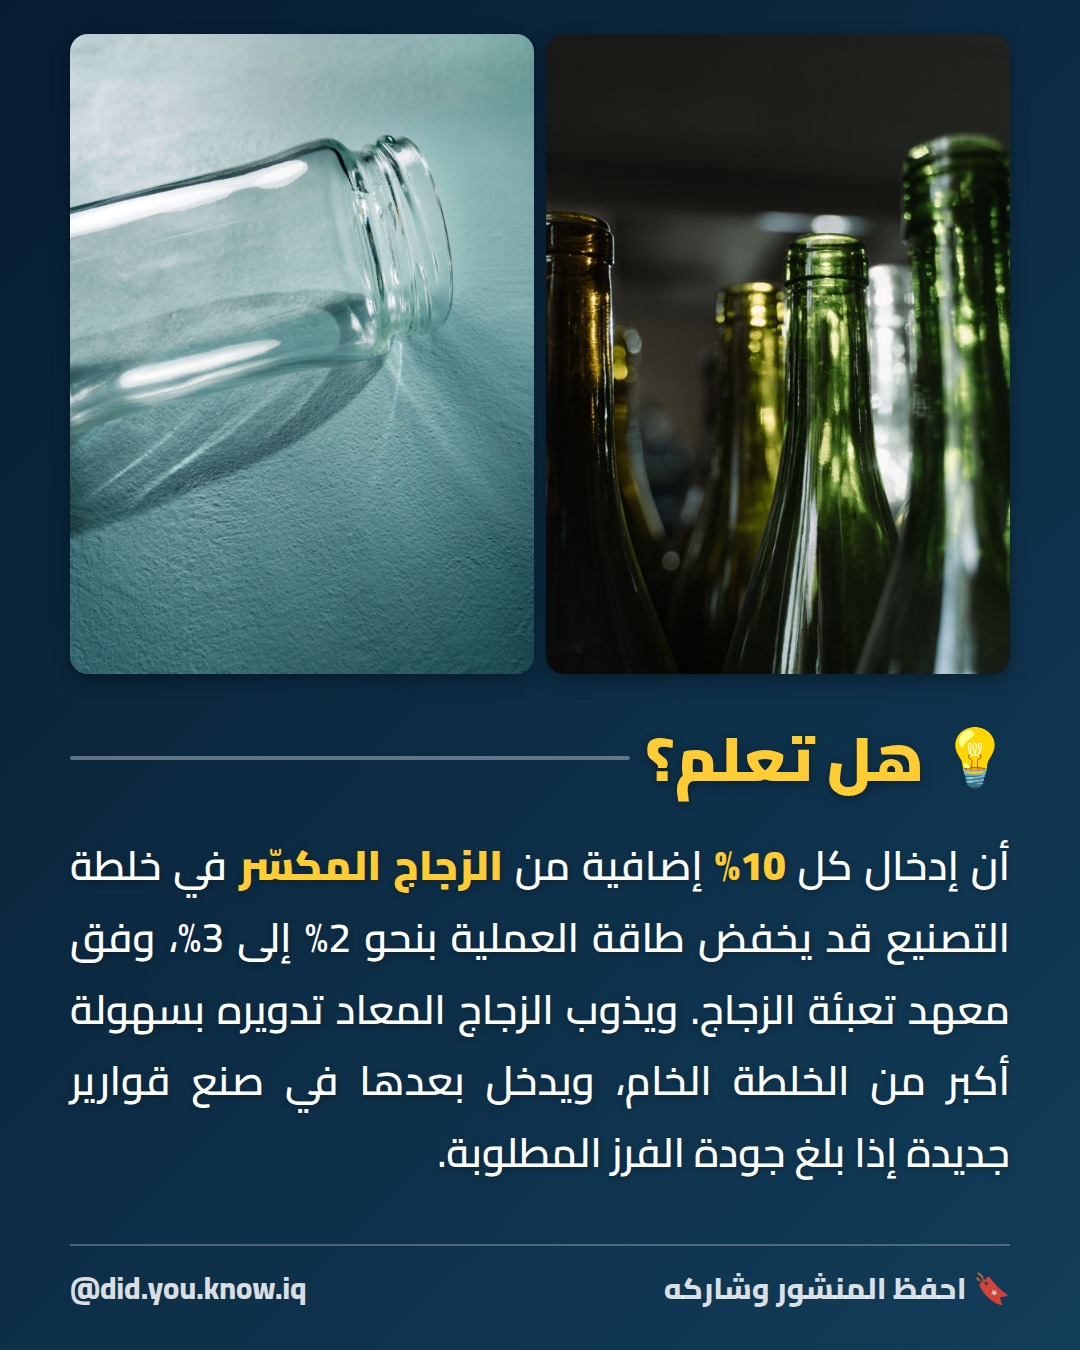 هل تعلم؟
أن إدخال كل 10% إضافية من الزجاج المكسّر في خلطة
التصنيع قد يخفض طاقة العملية بنحو 2% إلى 3%، وفق
معهد تعبئة الزجاج. ويذوب الزجاج المعاد تدويره بسهولة
أكبر من الخلطة الخام، ويدخل بعدها في صنع قوارير
جديدة إذا بلغ جودة الفرز المطلوبة.
احفظ المنشور وشاركه
@did.you.know.iq